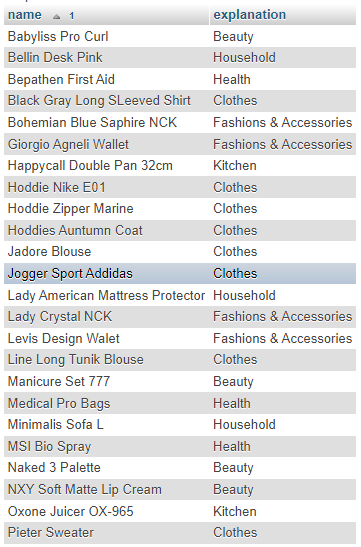 name 1 explanation
Babyliss Pro Curl Beauty
Bellin Desk Pink Household
Bepathen First Aid Health
Black Gray Long SLeeved Shirt Clothes
Bohemian Blue Saphire NCK Fashions & Accessories
Giorgio Agneli Wallet Fashions & Accessories
Happycall Double Pan 32cm Kitchen
Hoddie Nike E01 Clothes
Hoddie Zipper Marine Clothes
Hoddies Auntumn Coat Clothes
Jadore Blouse Clothes
Jogger Sport Addidas Clothes
Lady American Mattress Protector Household
Lady Crystal NCK Fashions & Accessories
Levis Design Walet Fashions & Accessories
Line Long Tunik Blouse Clothes
Manicure Set 777 Beauty
Medical Pro Bags Health
Minimalis Sofa L Household
MSI Bio Spray Health
Naked 3 Palette Beauty
NXY Soft Matte Lip Cream Beauty
Oxone Juicer OX-965 Kitchen
Pieter Sweater Clothes